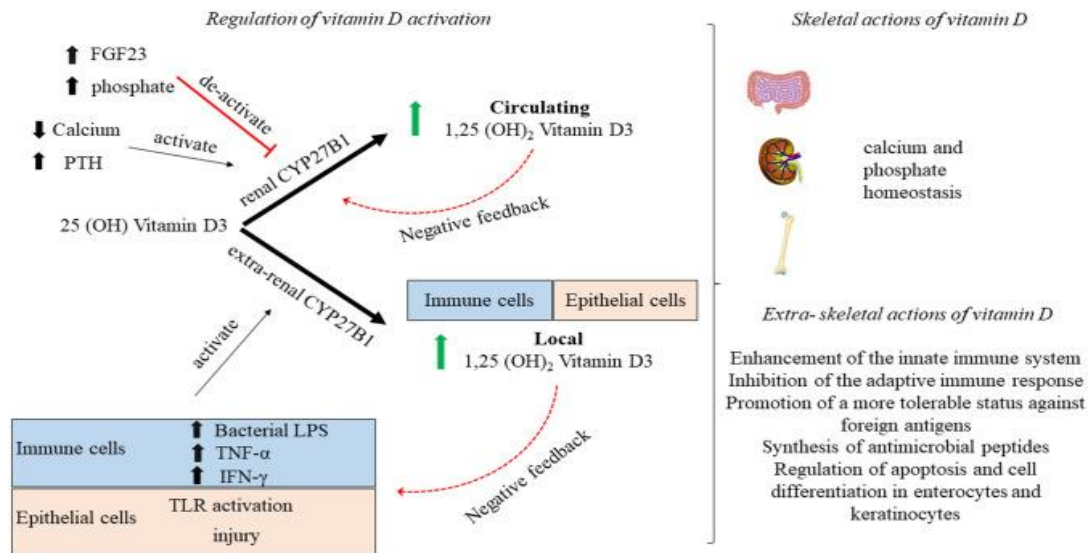 Regulation of vitamin D activation
FGF23
phosphate
de-activate
Calcium
PTH
activate
renal CYP27B1
Circulating
1,25 (OH)₂ Vitamin D3
Negative feedback
25 (OH) Vitamin D3
extra-renal CYP27B1
activate
Immune cells
Epithelial cells
Local
1,25 (OH)₂ Vitamin D3
Negative feedback
Immune cells
Bacterial LPS
TNF-α
IFN-γ
Epithelial cells
TLR activation
injury
Skeletal actions of vitamin D
calcium and
phosphate
homeostasis
Extra- skeletal actions of vitamin D
Enhancement of the innate immune system
Inhibition of the adaptive immune response
Promotion of a more tolerable status against
foreign antigens
Synthesis of antimicrobial peptides
Regulation of apoptosis and cell
differentiation in enterocytes and
keratinocytes